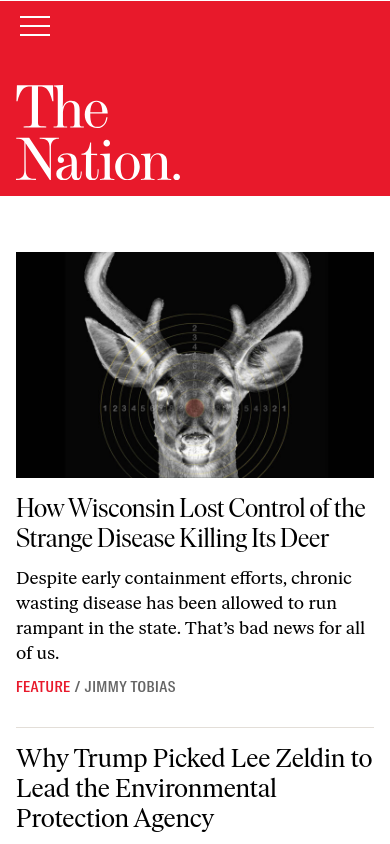 The
Nation.
2
3
4
1 2 3 4 5 5 4 3 2 1
How Wisconsin Lost Control of the
Strange Disease Killing Its Deer
Despite early containment efforts, chronic
wasting disease has been allowed to run
rampant in the state. That’s bad news for all
of us.
FEATURE / JIMMY TOBIAS
Why Trump Picked Lee Zeldin to
Lead the Environmental
Protection Agency